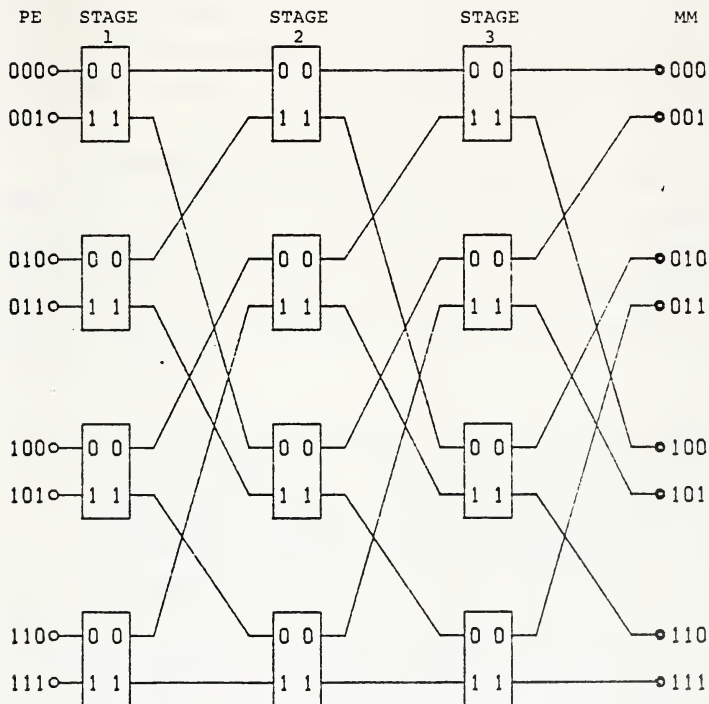 PE STAGE STAGE STAGE MM
1 2 3
000 0 0 0 0 0 0 000
001 1 1 1 1 1 1 001
010 0 0 0 0 0 0 010
011 1 1 1 1 1 1 011
100 0 0 0 0 0 0 100
101 1 1 1 1 1 1 101
110 0 0 0 0 0 0 110
111 1 1 1 1 1 1 111